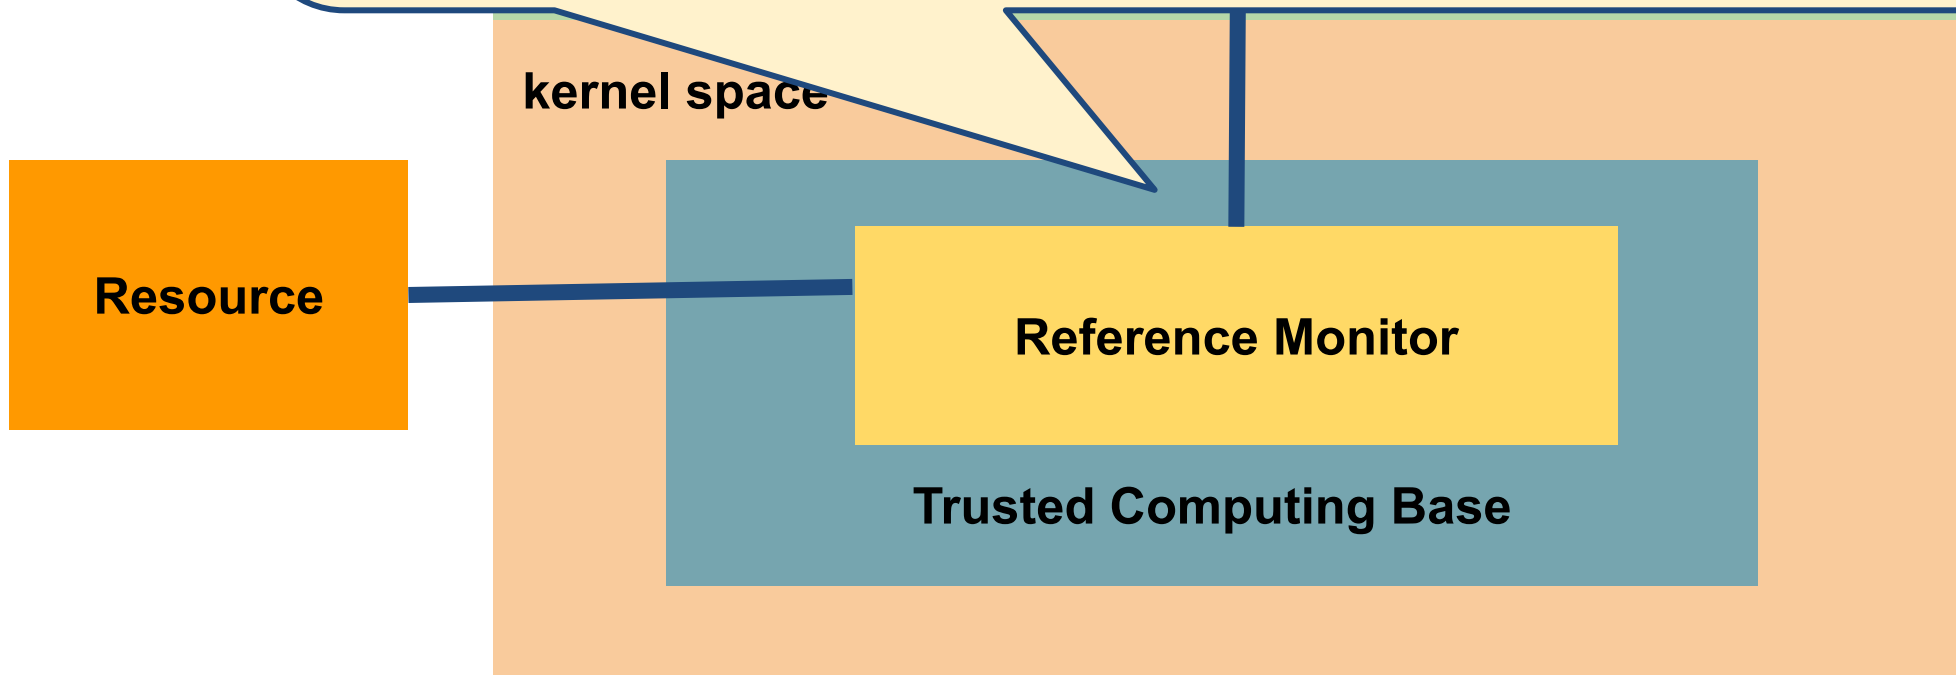 kernel space
Resource
Reference Monitor
Trusted Computing Base